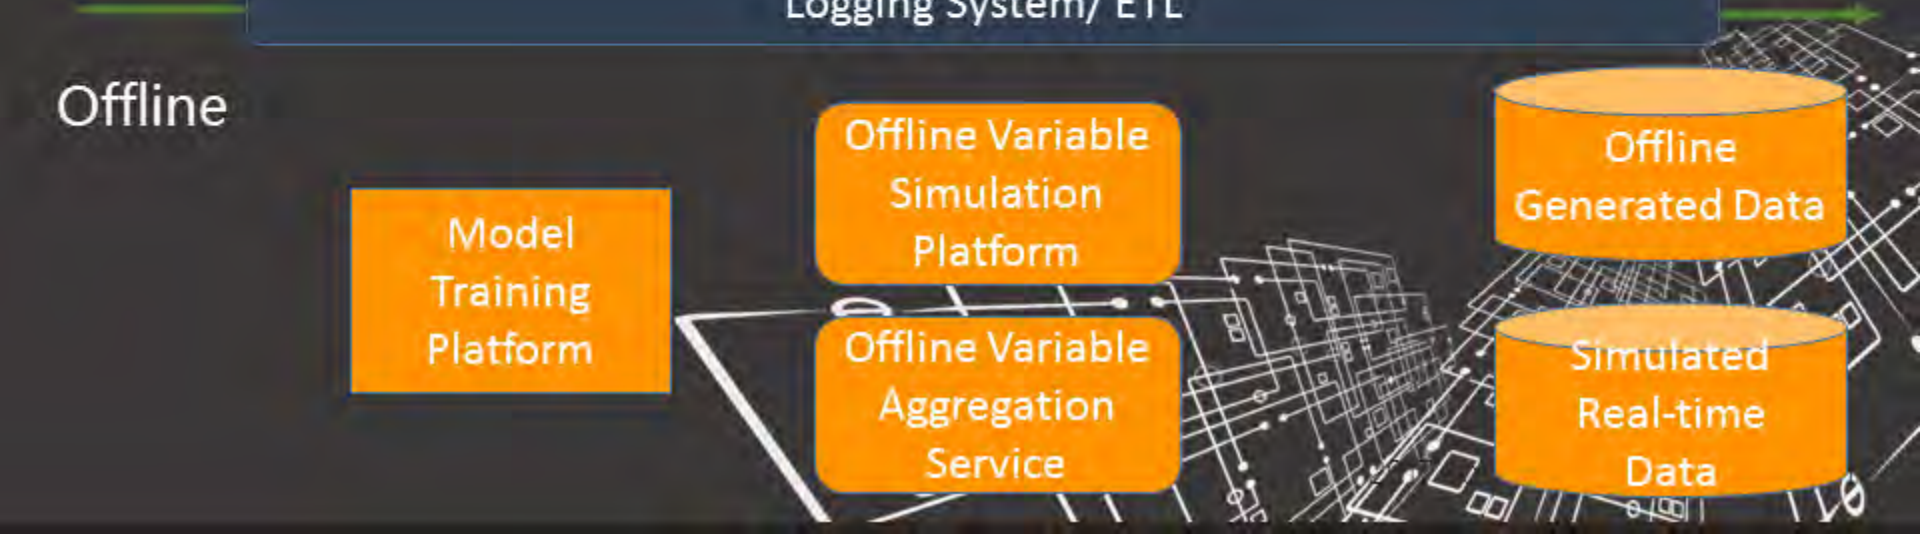 Logging System/ ETL
Offline
Model
Training
Platform
Offline Variable
Simulation
Platform
Offline Variable
Aggregation
Service
Offline
Generated Data
Simulated
Real-time
Data